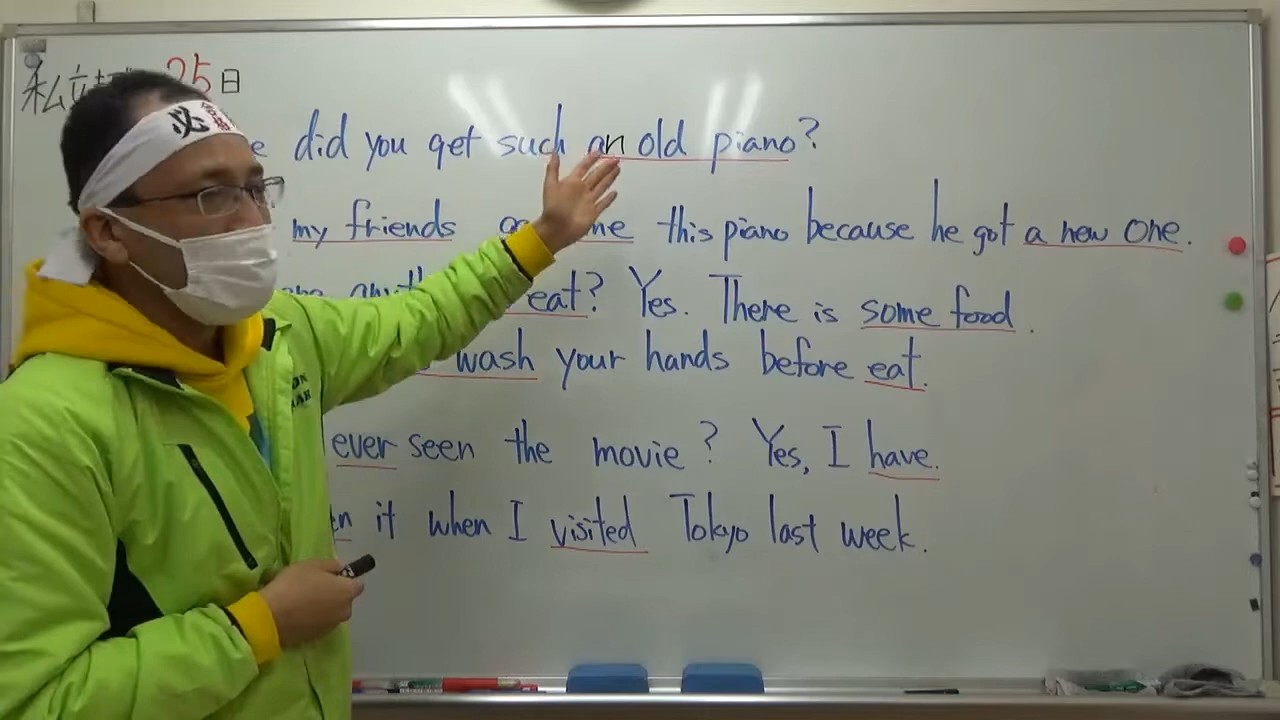 私立 25日
did you get such an old piano?
my friends me this piano because he got a new one.
eat? Yes. There is some food.
wash your hands before eat.
ever seen the movie? Yes, I have.
it when I visited Tokyo last week.
必